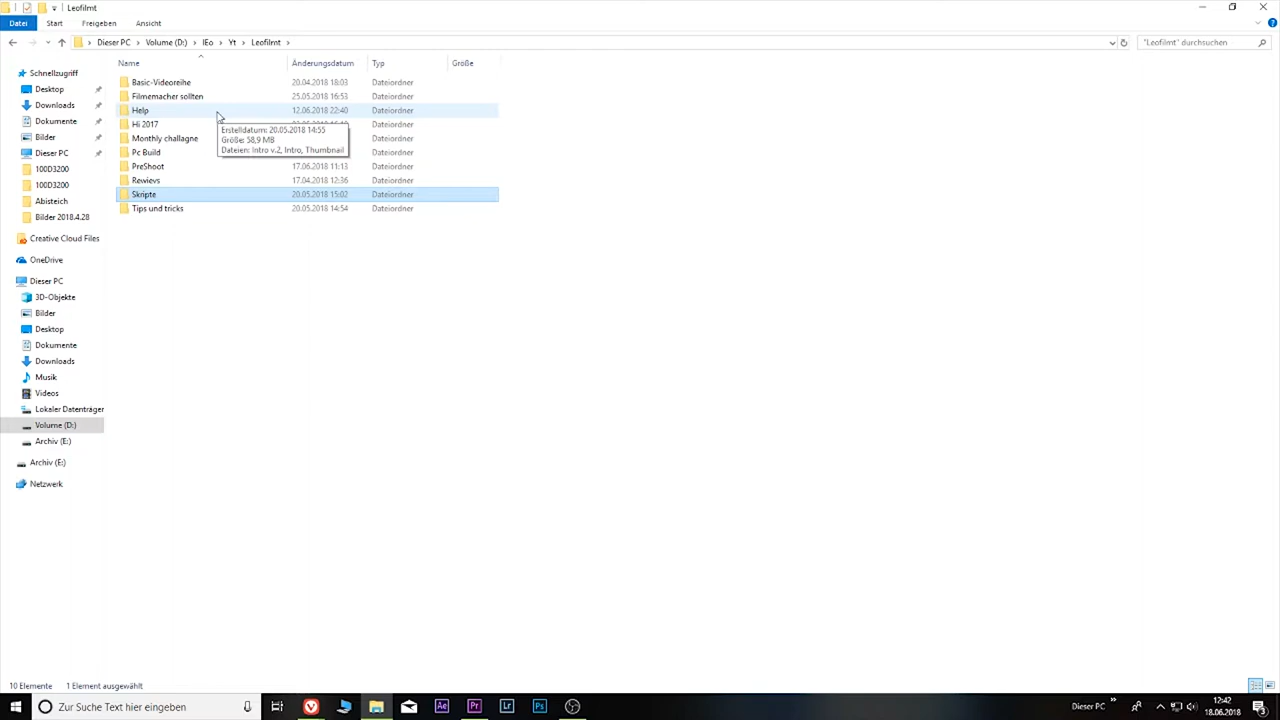 Leofilmt
Datei Start Freigeben Ansicht
Dieser PC Volume (D:) lEo Yt Leofilmt "Leofilmt" durchsuchen
Name Änderungsdatum Typ Größe
Basic-Videoreihe 20.04.2018 18:03 Dateiordner
Filmemacher sollten 25.05.2018 16:53 Dateiordner
Help 12.06.2018 22:40 Dateiordner
Hi 2017 Dateiordner
Monthly challagne Dateiordner
Pc Build Dateiordner
PreShoot 17.06.2018 11:13 Dateiordner
Rewievs 17.04.2018 12:36 Dateiordner
Skripte 20.05.2018 15:02 Dateiordner
Tips und tricks 20.05.2018 14:54 Dateiordner
Erstelldatum: 20.05.2018 14:55
Größe: 58,9 MB
Dateien: Intro v.2, Intro, Thumbnail
Schnellzugriff
Desktop
Downloads
Dokumente
Bilder
Dieser PC
100D3200
100D3200
Abisteich
Bilder 2018.4.28
Creative Cloud Files
OneDrive
Dieser PC
3D-Objekte
Bilder
Desktop
Dokumente
Downloads
Musik
Videos
Lokaler Datenträger
Volume (D:)
Archiv (E:)
Archiv (E:)
Netzwerk
10 Elemente 1 Element ausgewählt
Zur Suche Text hier eingeben
Ae Pr Lr Ps
Dieser PC
12:42
18.06.2018
3